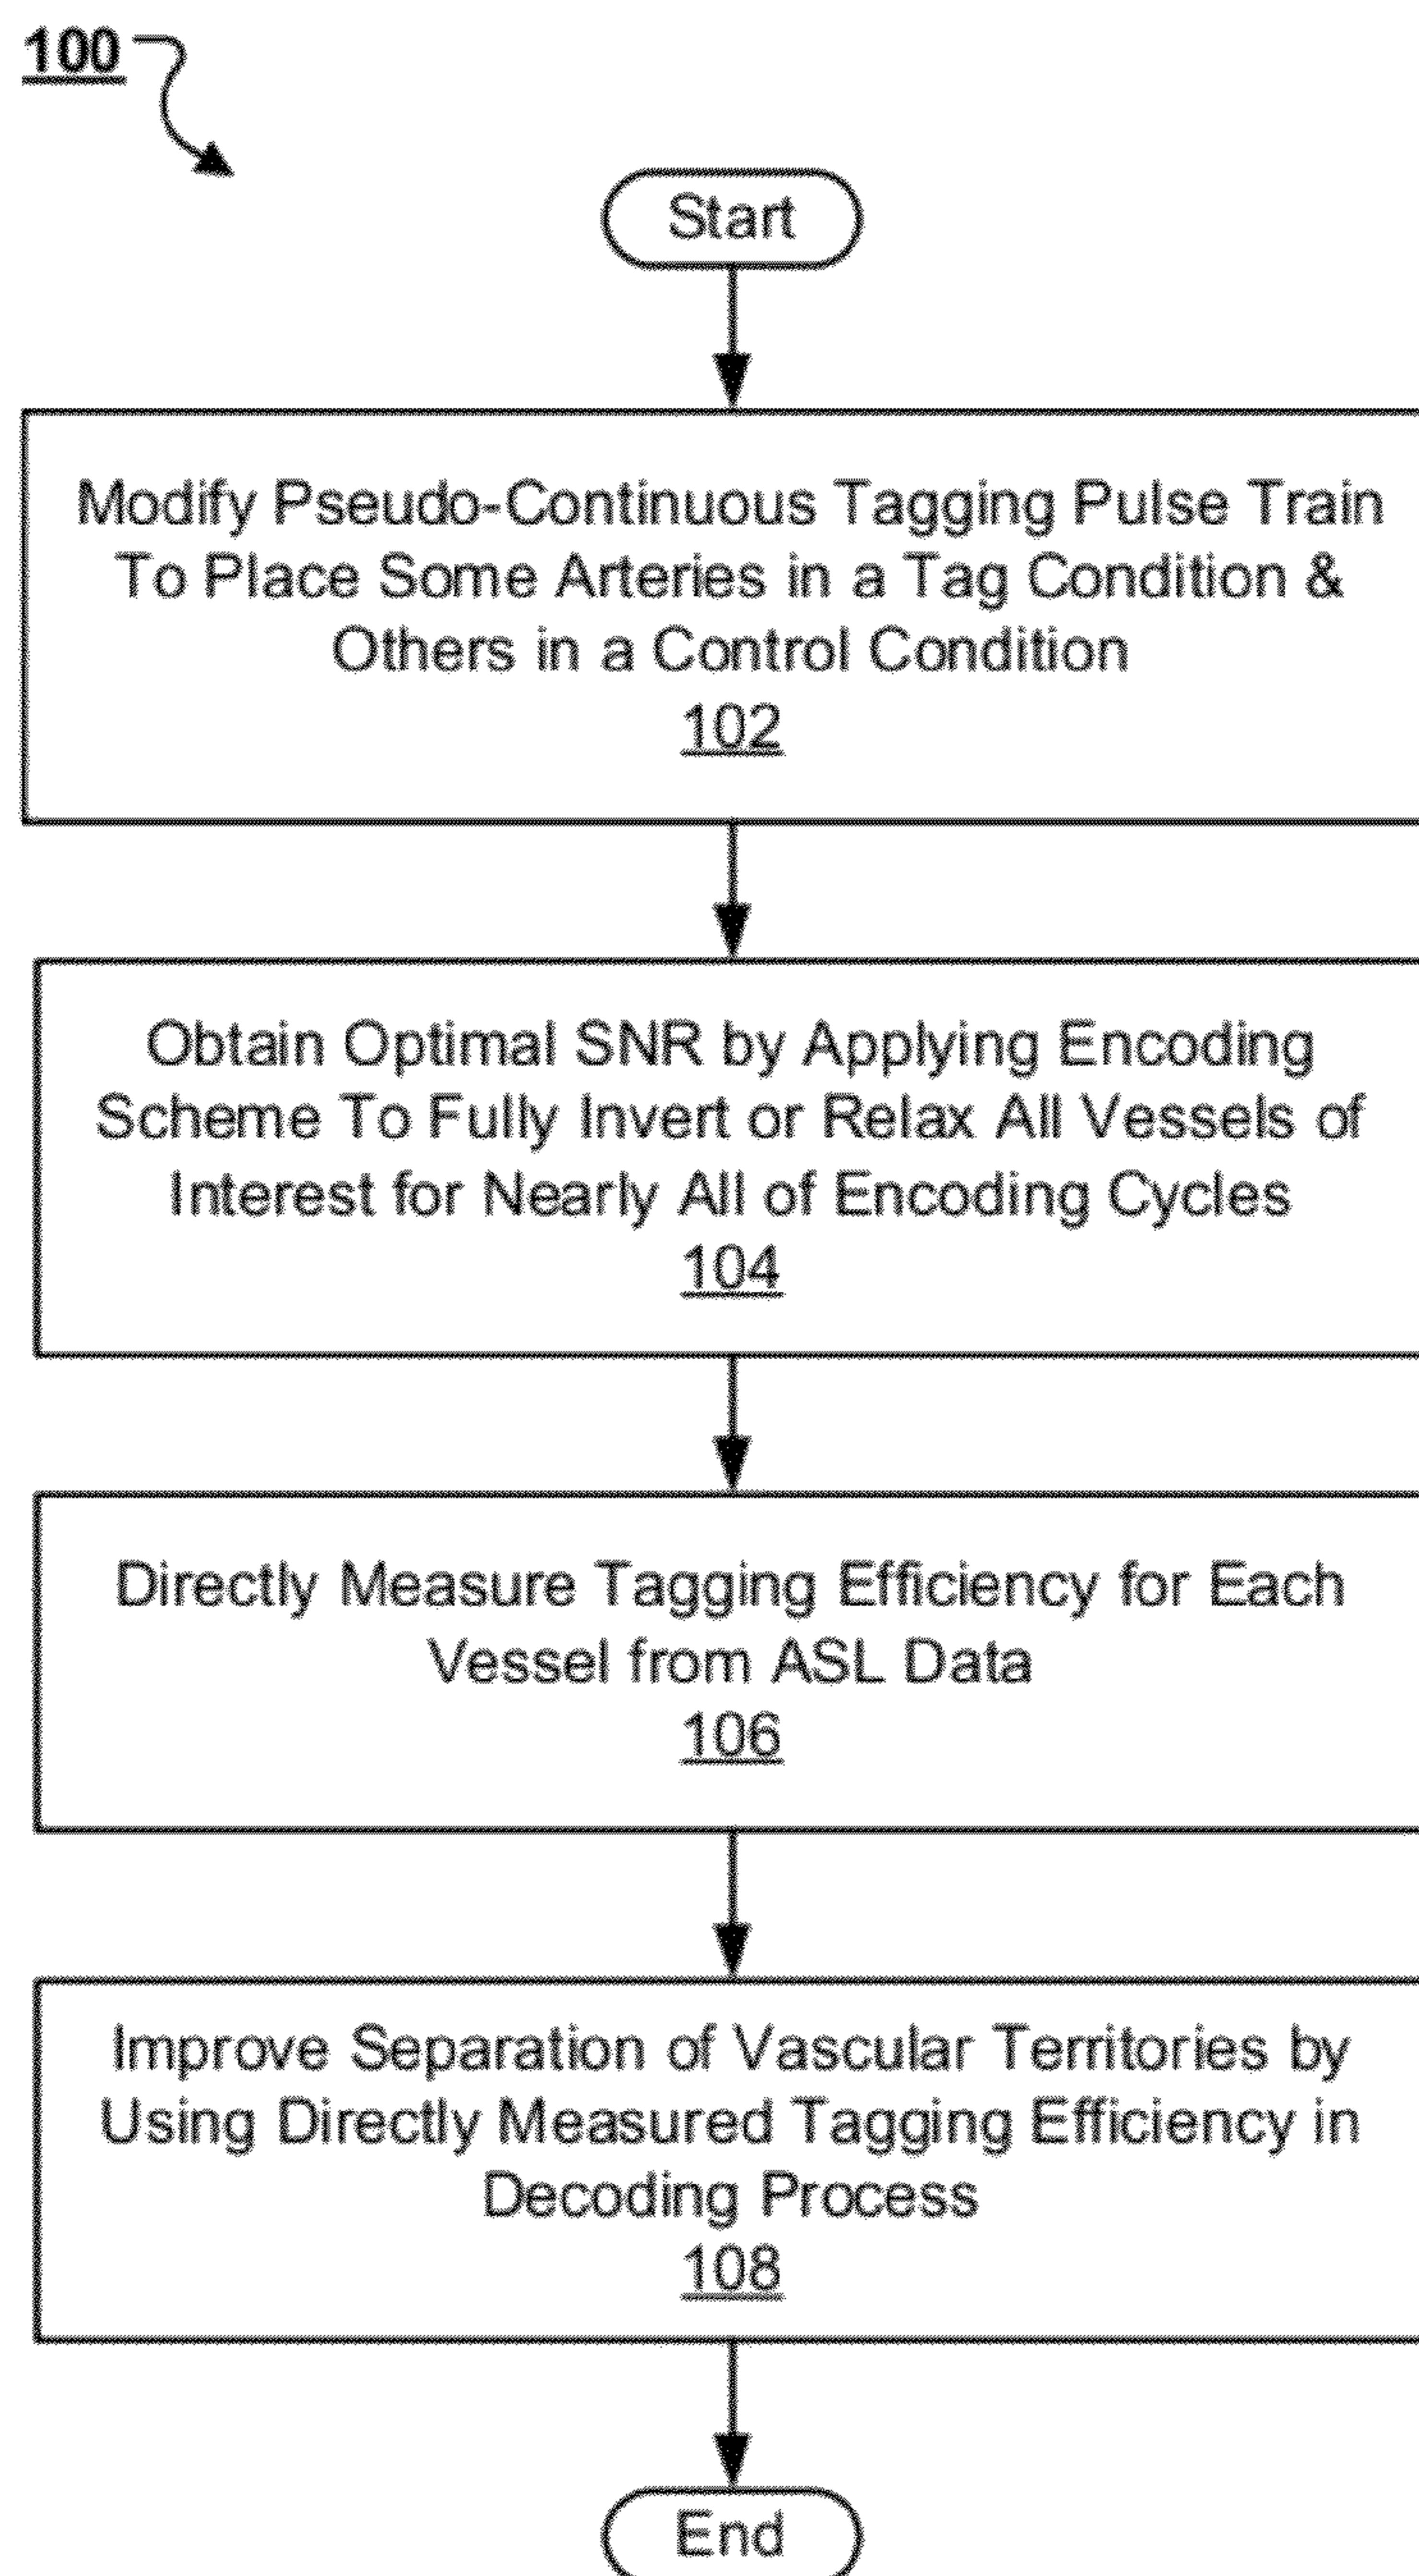 100
Start
Modify Pseudo-Continuous Tagging Pulse Train
To Place Some Arteries in a Tag Condition &
Others in a Control Condition
102
Obtain Optimal SNR by Applying Encoding
Scheme To Fully Invert or Relax All Vessels of
Interest for Nearly All of Encoding Cycles
104
Directly Measure Tagging Efficiency for Each
Vessel from ASL Data
106
Improve Separation of Vascular Territories by
Using Directly Measured Tagging Efficiency in
Decoding Process
108
End